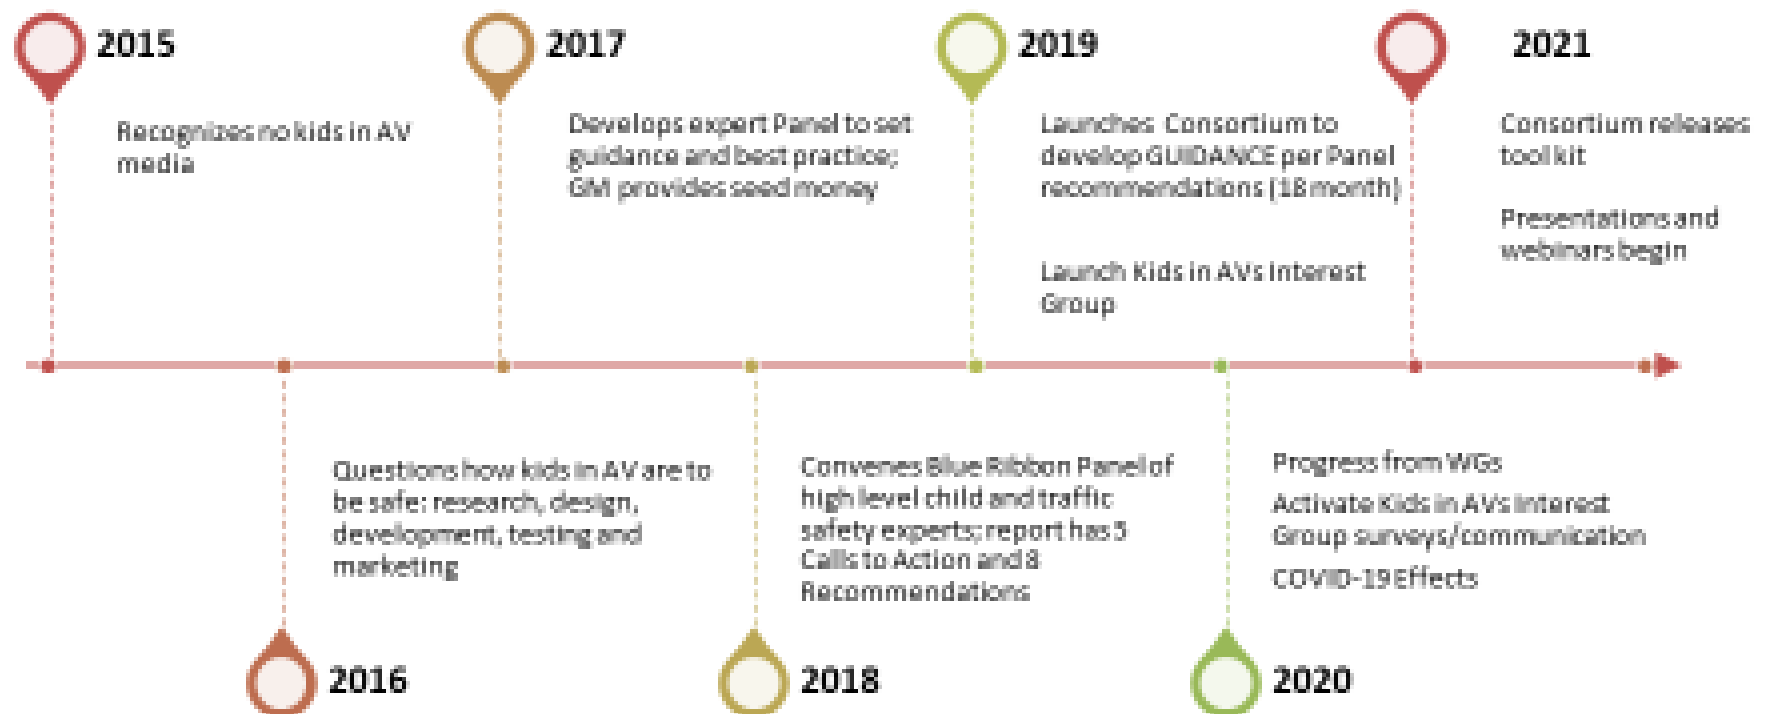 2015
Recognizes no kids in AV
media
2017
Develops expert Panel to set
guidance and best practice;
GM provides seed money
2019
Launches Consortium to
develop GUIDANCE per Panel
recommendations (18 month)
Launch Kids in AVs Interest
Group
2021
Consortium releases
toolkit
Presentations and
webinars begin
Questions how kids in AV are to
be safe: research, design,
development, testing and
marketing
2016
Convenes Blue Ribbon Panel of
high level child and traffic
safety experts; report has 5
Calls to Action and 8
Recommendations
2018
Progress from WGs
Activate Kids in AVs Interest
Group surveys/communication
COVID-19 Effects
2020